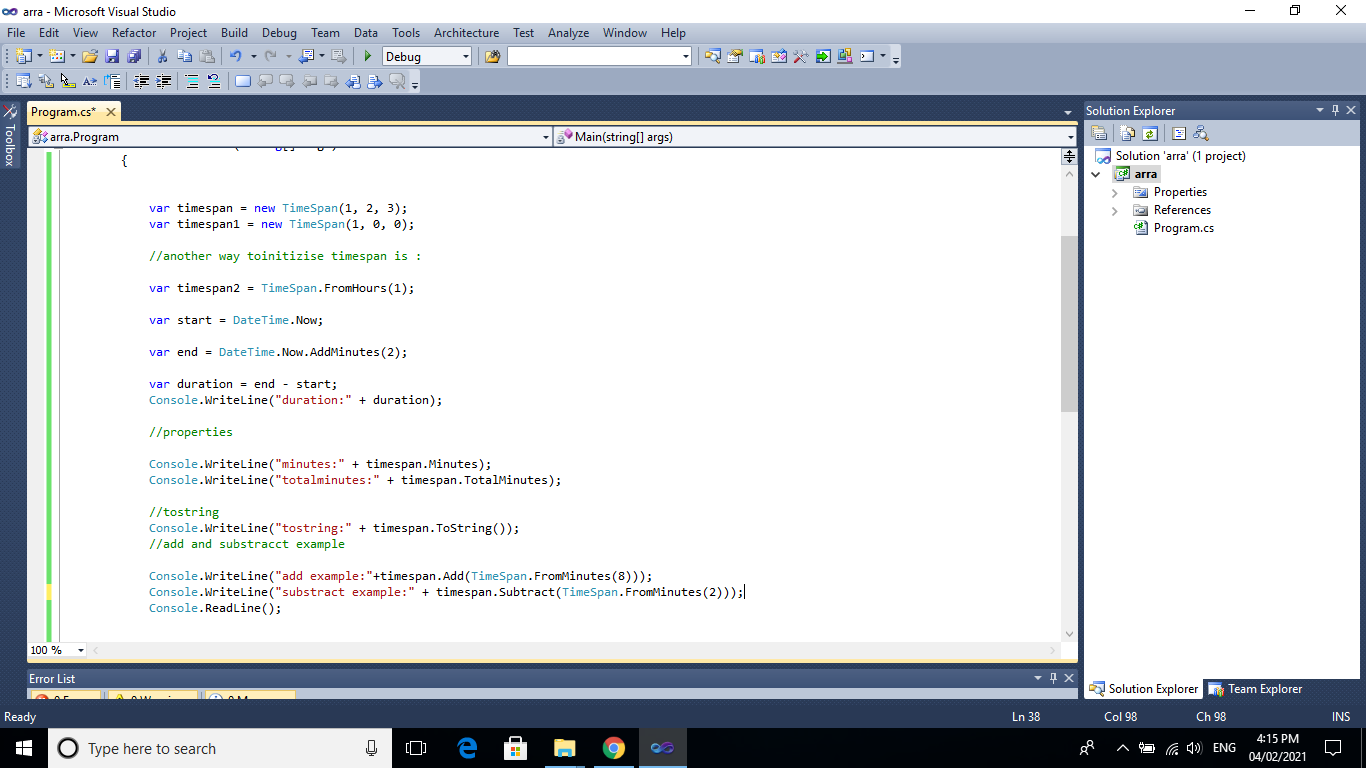 arra - Microsoft Visual Studio
File Edit View Refactor Project Build Debug Team Data Tools Architecture Test Analyze Window Help
Debug
Toolbox
Program.cs*
arra.Program
Main(string[] args)
{
var timespan = new TimeSpan(1, 2, 3);
var timespan1 = new TimeSpan(1, 0, 0);
//another way toinitizise timespan is :
var timespan2 = TimeSpan.FromHours(1);
var start = DateTime.Now;
var end = DateTime.Now.AddMinutes(2);
var duration = end - start;
Console.WriteLine("duration:" + duration);
//properties
Console.WriteLine("minutes:" + timespan.Minutes);
Console.WriteLine("totalminutes:" + timespan.TotalMinutes);
//tostring
Console.WriteLine("tostring:" + timespan.ToString());
//add and substracct example
Console.WriteLine("add example:"+timespan.Add(TimeSpan.FromMinutes(8)));
Console.WriteLine("substract example:" + timespan.Subtract(TimeSpan.FromMinutes(2)));
Console.ReadLine();
100 %
Error List
Solution Explorer
Solution 'arra' (1 project)
arra
Properties
References
Program.cs
Solution Explorer Team Explorer
Ready Ln 38 Col 98 Ch 98 INS
Type here to search
ENG
4:15 PM
04/02/2021